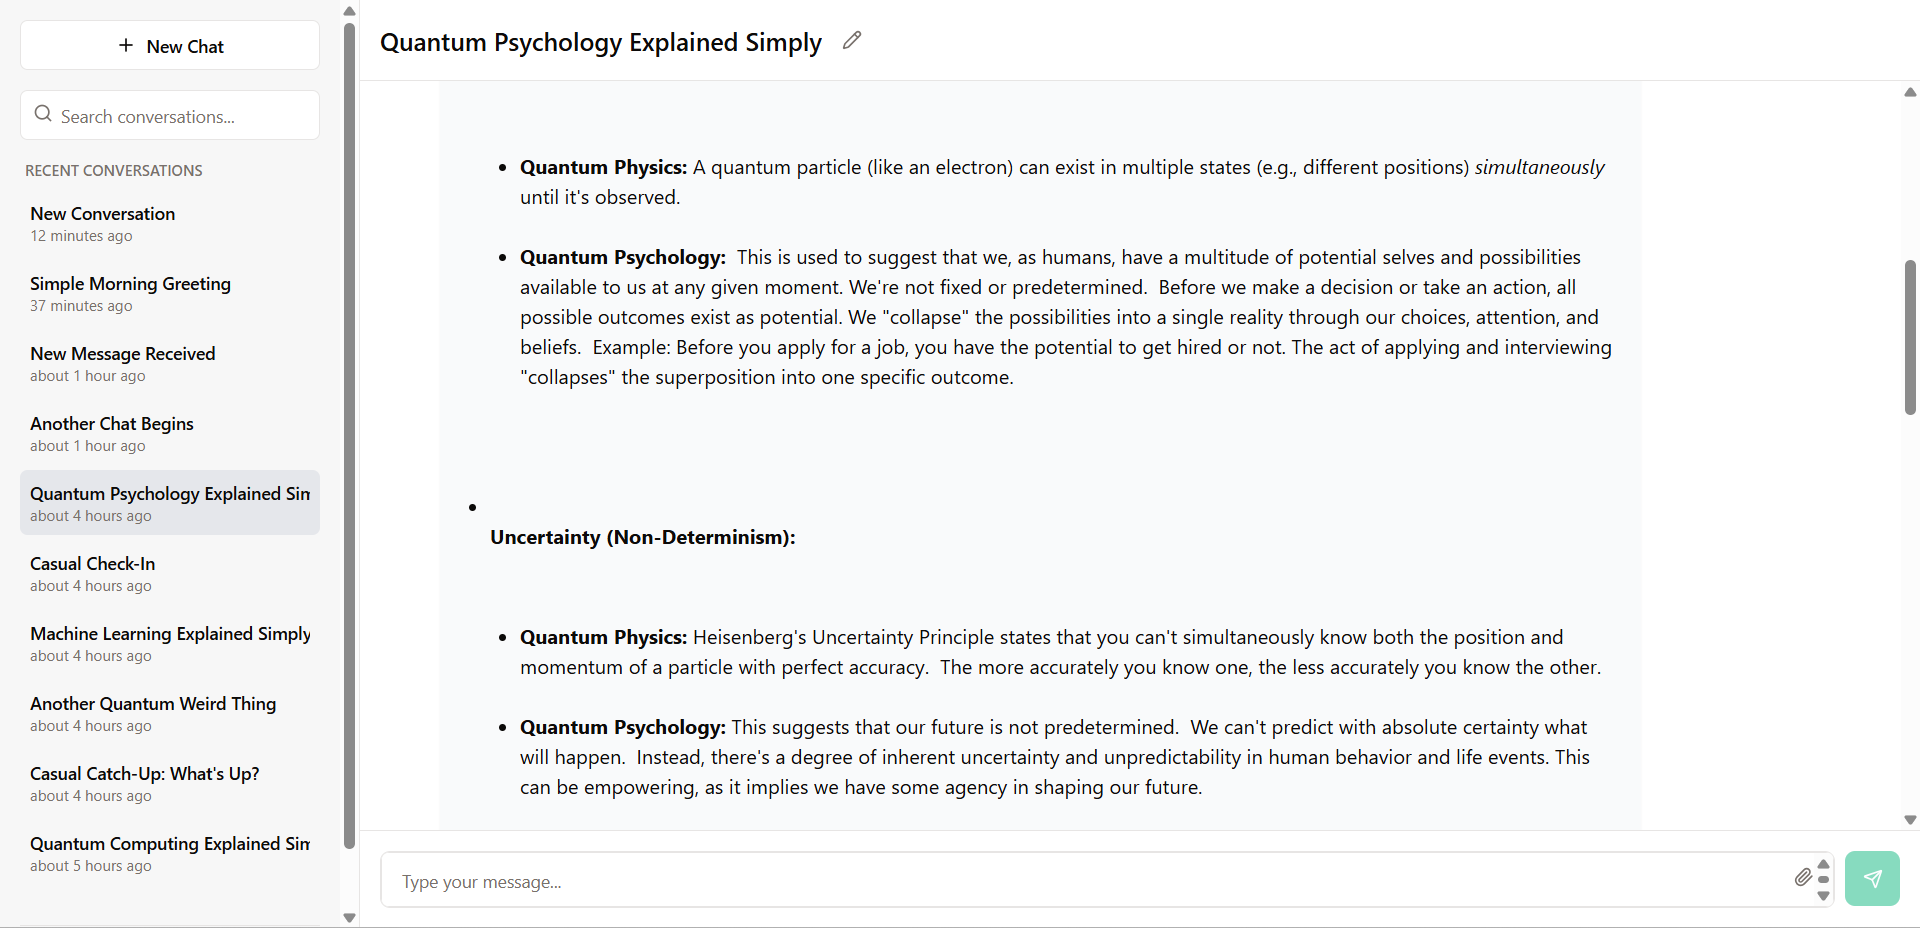 New Chat
Search conversations...
RECENT CONVERSATIONS
New Conversation
12 minutes ago
Simple Morning Greeting
37 minutes ago
New Message Received
about 1 hour ago
Another Chat Begins
about 1 hour ago
Quantum Psychology Explained Sim
about 4 hours ago
Casual Check-In
about 4 hours ago
Machine Learning Explained Simply
about 4 hours ago
Another Quantum Weird Thing
about 4 hours ago
Casual Catch-Up: What's Up?
about 4 hours ago
Quantum Computing Explained Sim
about 5 hours ago
Quantum Psychology Explained Simply
Quantum Physics: A quantum particle (like an electron) can exist in multiple states (e.g., different positions) simultaneously
until it's observed.
Quantum Psychology: This is used to suggest that we, as humans, have a multitude of potential selves and possibilities
available to us at any given moment. We're not fixed or predetermined. Before we make a decision or take an action, all
possible outcomes exist as potential. We "collapse" the possibilities into a single reality through our choices, attention, and
beliefs. Example: Before you apply for a job, you have the potential to get hired or not. The act of applying and interviewing
"collapses" the superposition into one specific outcome.
Uncertainty (Non-Determinism):
Quantum Physics: Heisenberg's Uncertainty Principle states that you can't simultaneously know both the position and
momentum of a particle with perfect accuracy. The more accurately you know one, the less accurately you know the other.
Quantum Psychology: This suggests that our future is not predetermined. We can't predict with absolute certainty what
will happen. Instead, there's a degree of inherent uncertainty and unpredictability in human behavior and life events. This
can be empowering, as it implies we have some agency in shaping our future.
Type your message...